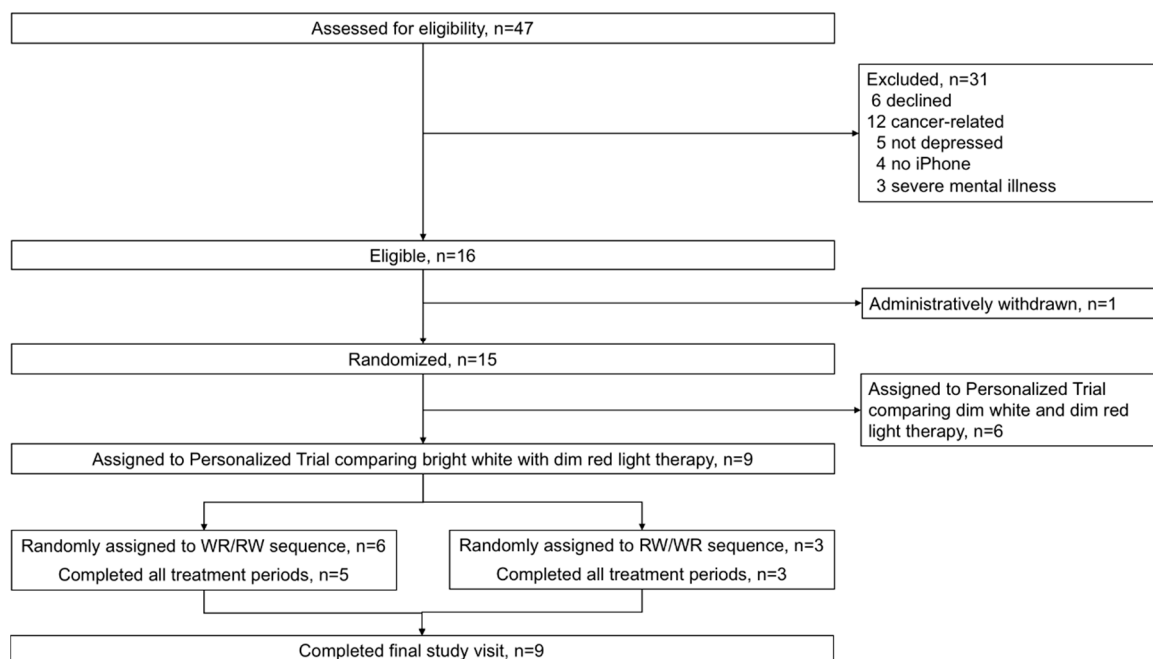 Assessed for eligibility, n=47
Excluded, n=31
6 declined
12 cancer-related
5 not depressed
4 no iPhone
3 severe mental illness
Eligible, n=16
Administratively withdrawn, n=1
Randomized, n=15
Assigned to Personalized Trial
comparing dim white and dim red
light therapy, n=6
Assigned to Personalized Trial comparing bright white with dim red light therapy, n=9
Randomly assigned to WR/RW sequence, n=6
Completed all treatment periods, n=5
Randomly assigned to RW/WR sequence, n=3
Completed all treatment periods, n=3
Completed final study visit, n=9